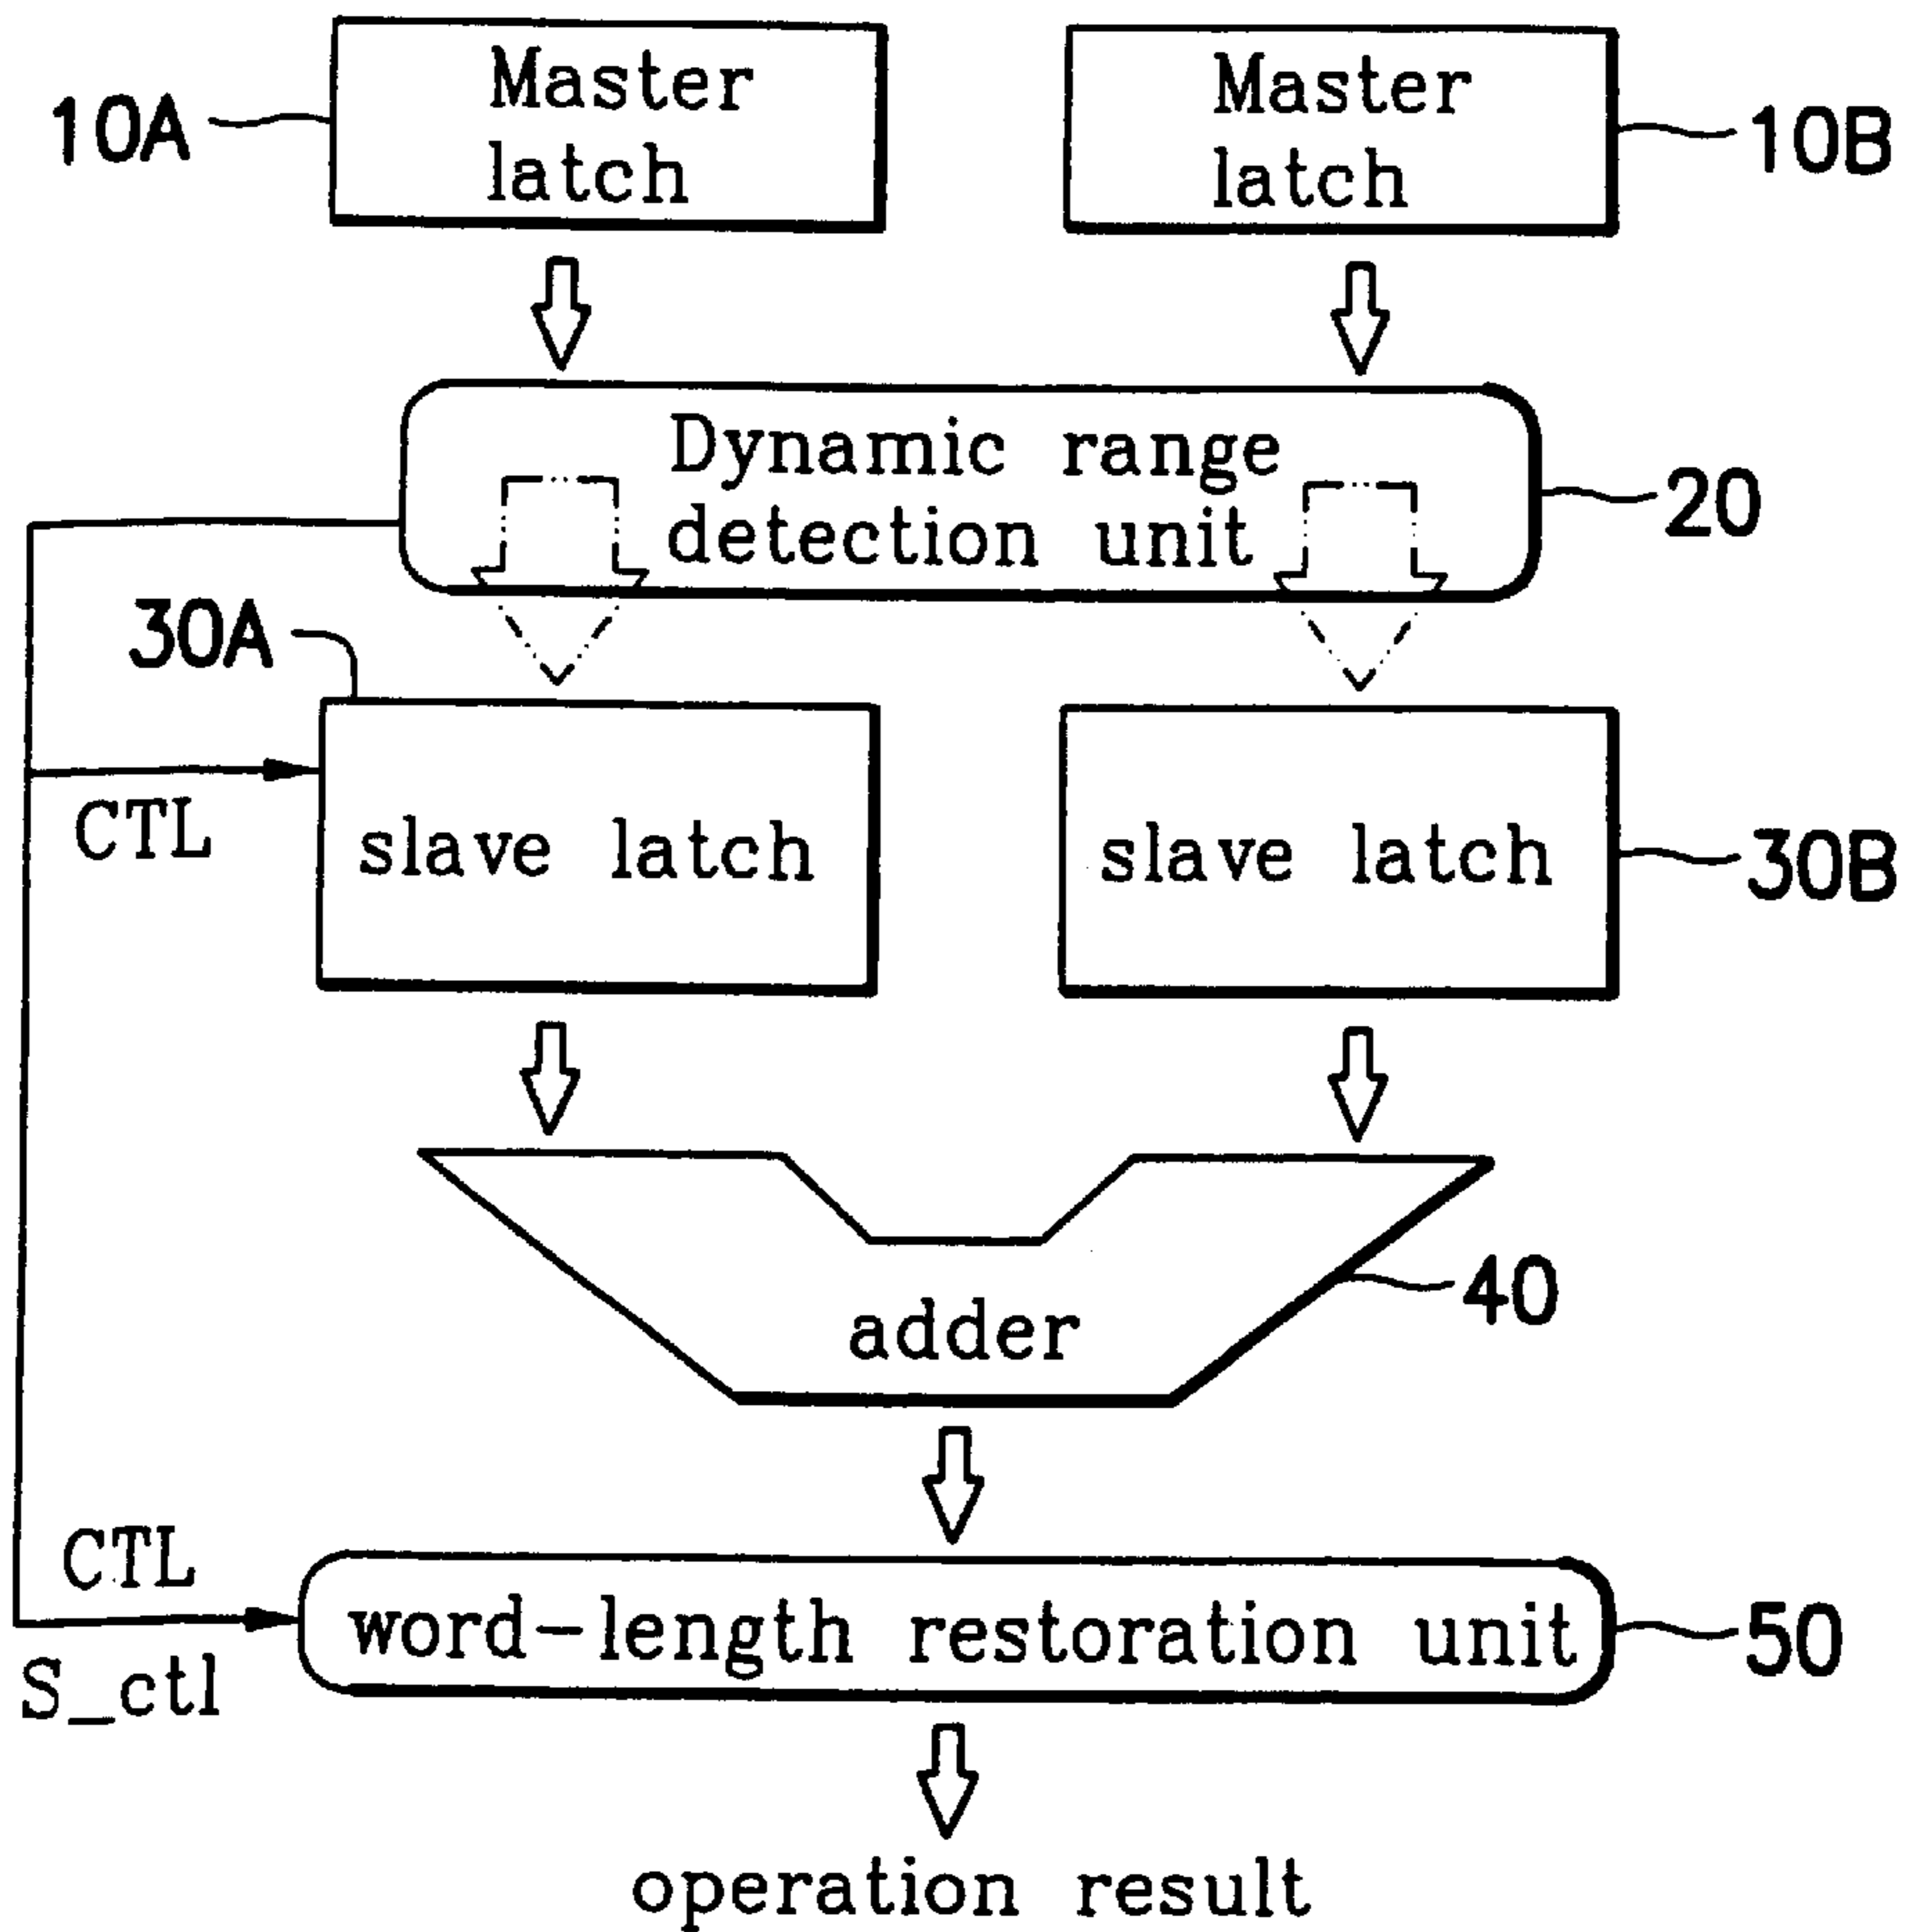 Master
latch
10A
Master
latch
10B
Dynamic range
detection unit
20
30A
CTL
slave latch
slave latch
30B
adder
40
CTL
S_ctl
word-length restoration unit
50
operation result